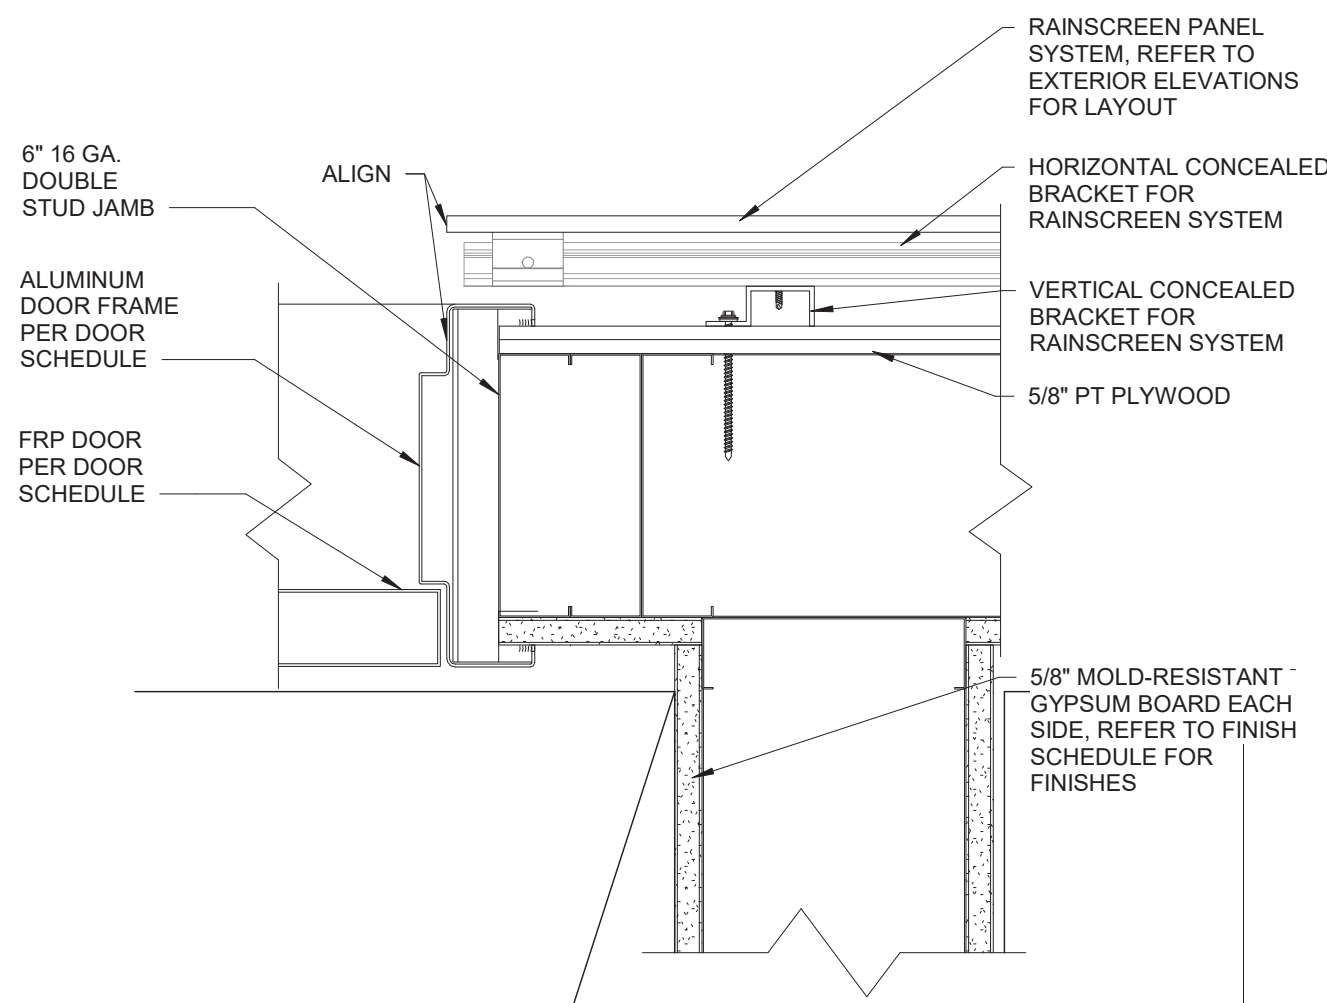 RAINSCREEN PANEL
SYSTEM, REFER TO
EXTERIOR ELEVATIONS
FOR LAYOUT
6" 16 GA.
DOUBLE
STUD JAMB
ALIGN
HORIZONTAL CONCEALED
BRACKET FOR
RAINSCREEN SYSTEM
ALUMINUM
DOOR FRAME
PER DOOR
SCHEDULE
VERTICAL CONCEALED
BRACKET FOR
RAINSCREEN SYSTEM
5/8" PT PLYWOOD
FRP DOOR
PER DOOR
SCHEDULE
5/8" MOLD-RESISTANT
GYPSUM BOARD EACH
SIDE, REFER TO FINISH
SCHEDULE FOR
FINISHES